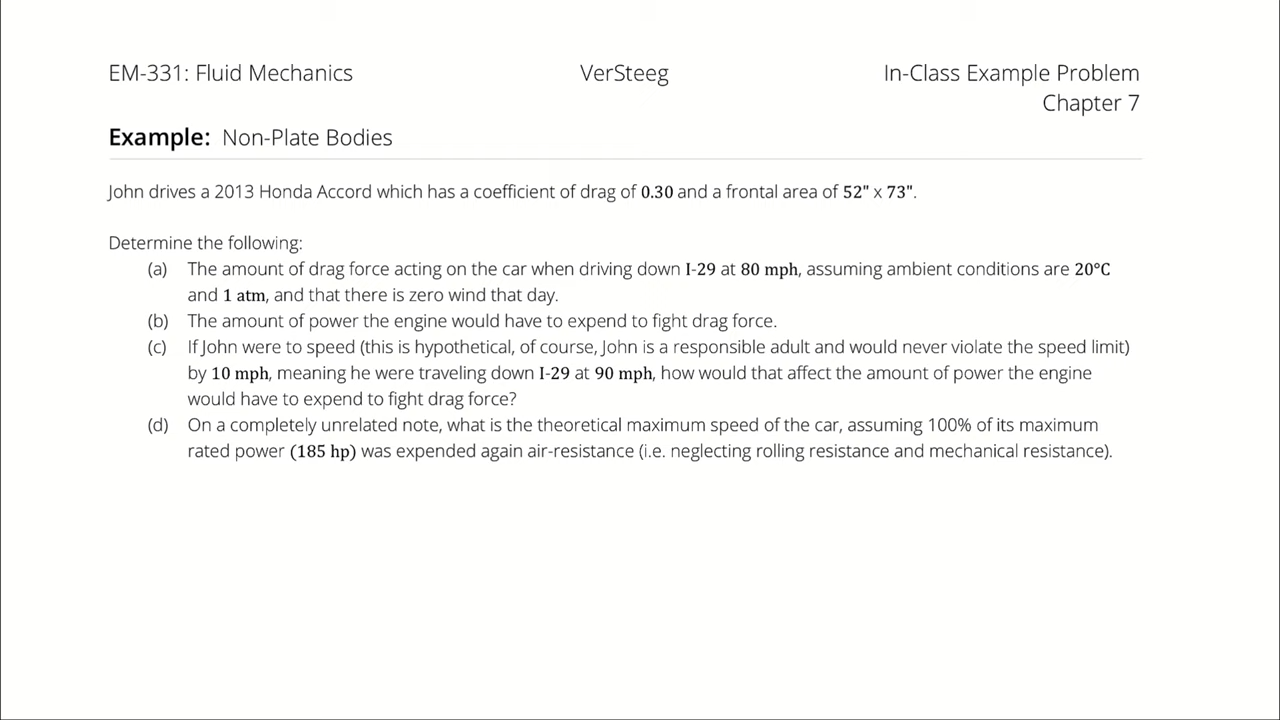 EM-331: Fluid Mechanics VerSteeg In-Class Example Problem
Chapter 7
Example: Non-Plate Bodies
John drives a 2013 Honda Accord which has a coefficient of drag of 0.30 and a frontal area of 52" x 73".
Determine the following:
(a) The amount of drag force acting on the car when driving down I-29 at 80 mph, assuming ambient conditions are 20°C
and 1 atm, and that there is zero wind that day.
(b) The amount of power the engine would have to expend to fight drag force.
(c) If John were to speed (this is hypothetical, of course, John is a responsible adult and would never violate the speed limit)
by 10 mph, meaning he were traveling down I-29 at 90 mph, how would that affect the amount of power the engine
would have to expend to fight drag force?
(d) On a completely unrelated note, what is the theoretical maximum speed of the car, assuming 100% of its maximum
rated power (185 hp) was expended again air-resistance (i.e. neglecting rolling resistance and mechanical resistance).